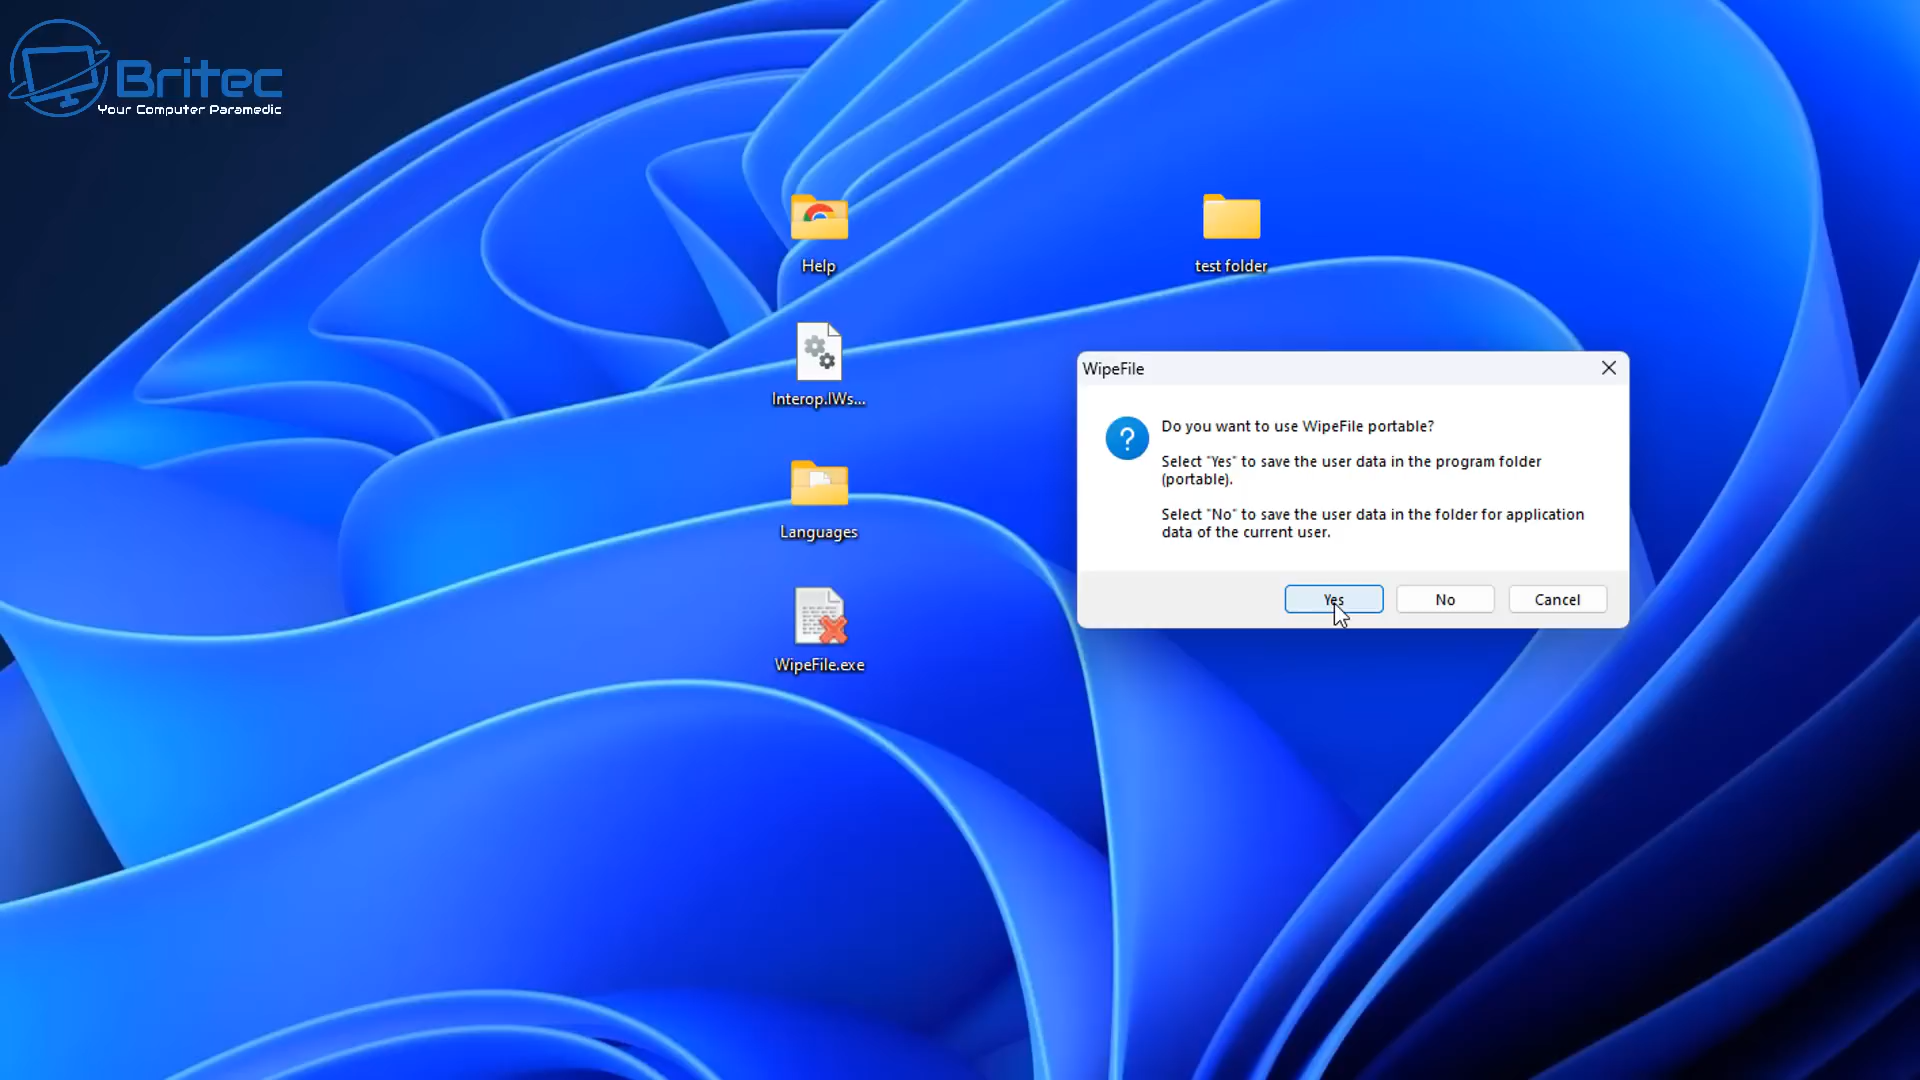 Britec
Your Computer Paramedic
Help
test folder
Interop.IWs...
WipeFile
Do you want to use WipeFile portable?
Select "Yes" to save the user data in the program folder
(portable).
Select "No" to save the user data in the folder for application
data of the current user.
Languages
Yes
No
Cancel
WipeFile.exe